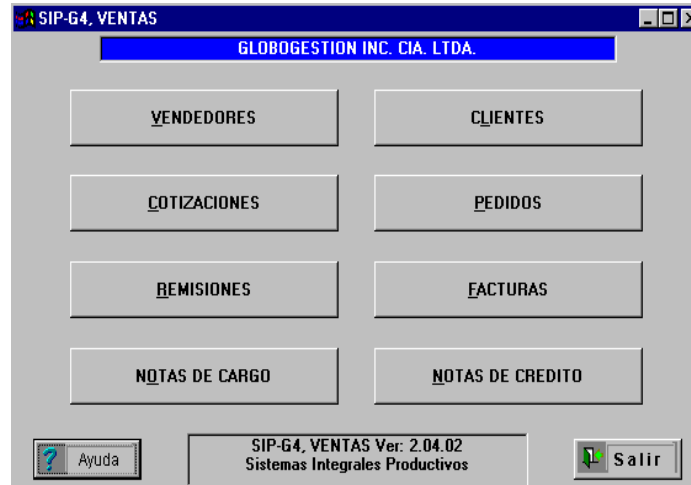 SIP-G4, VENTAS
GLOBOGESTION INC. CIA. LTDA.
VENDEDORES
CLIENTES
COTIZACIONES
PEDIDOS
REMISIONES
FACTURAS
NOTAS DE CARGO
NOTAS DE CREDITO
Ayuda
SIP-G4, VENTAS Ver: 2.04.02
Sistemas Integrales Productivos
Salir